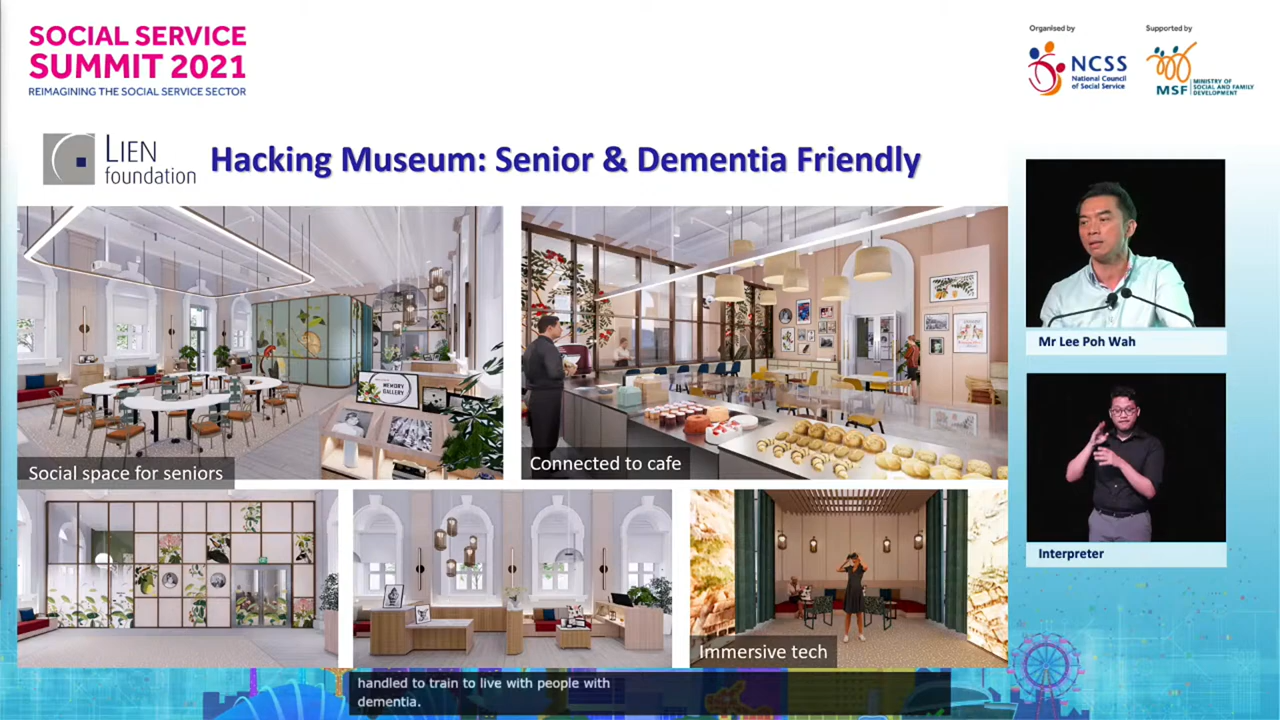 SOCIAL SERVICE
SUMMIT 2021
REIMAGINING THE SOCIAL SERVICE SECTOR
Organised by
NCSS
National Council
of Social Service
Supported by
MSF
MINISTRY OF
SOCIAL AND FAMILY
DEVELOPMENT
LIEN
foundation
Hacking Museum: Senior & Dementia Friendly
MEMORY
GALLERY
Social space for seniors
Connected to cafe
Immersive tech
Mr Lee Poh Wah
Interpreter
handled to train to live with people with
dementia.